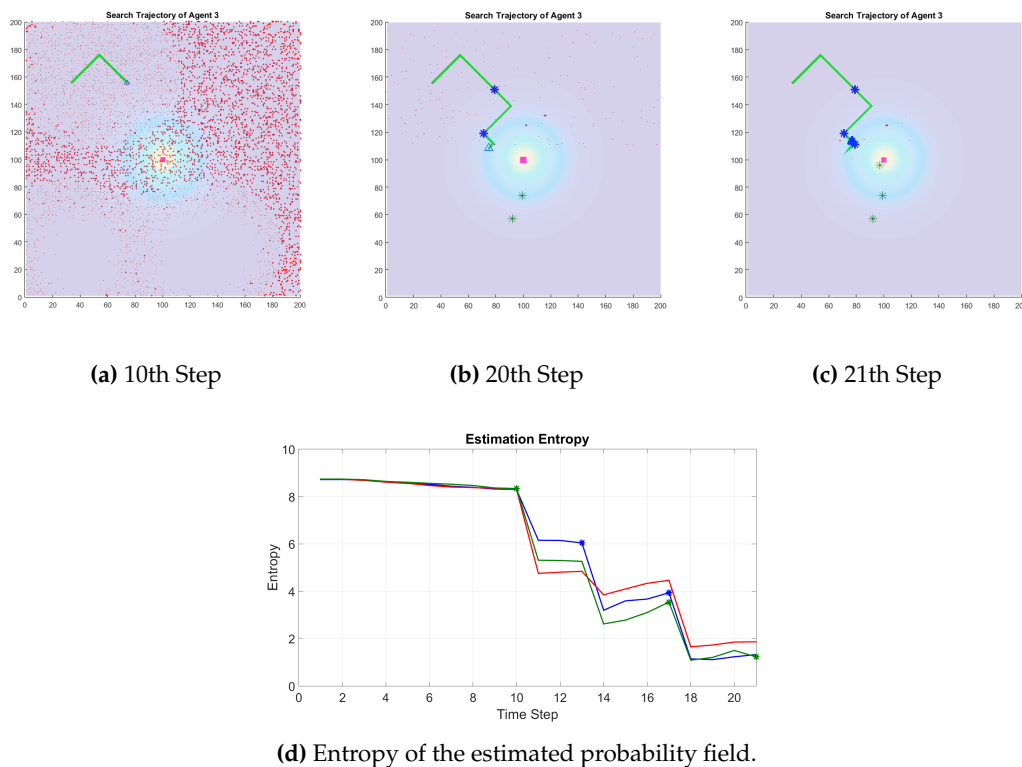 Search Trajectory of Agent 3
200
180
160
140
120
100
80
60
40
20
0
0 20 40 60 80 100 120 140 160 180 200
(a) 10th Step
Search Trajectory of Agent 3
200
180
160
140
120
100
80
60
40
20
0
0 20 40 60 80 100 120 140 160 180 200
(b) 20th Step
Search Trajectory of Agent 3
200
180
160
140
120
100
80
60
40
20
0
0 20 40 60 80 100 120 140 160 180 200
(c) 21th Step
Estimation Entropy
Entropy
10
8
6
4
2
0
0 2 4 6 8 10 12 14 16 18 20
Time Step
(d) Entropy of the estimated probability field.